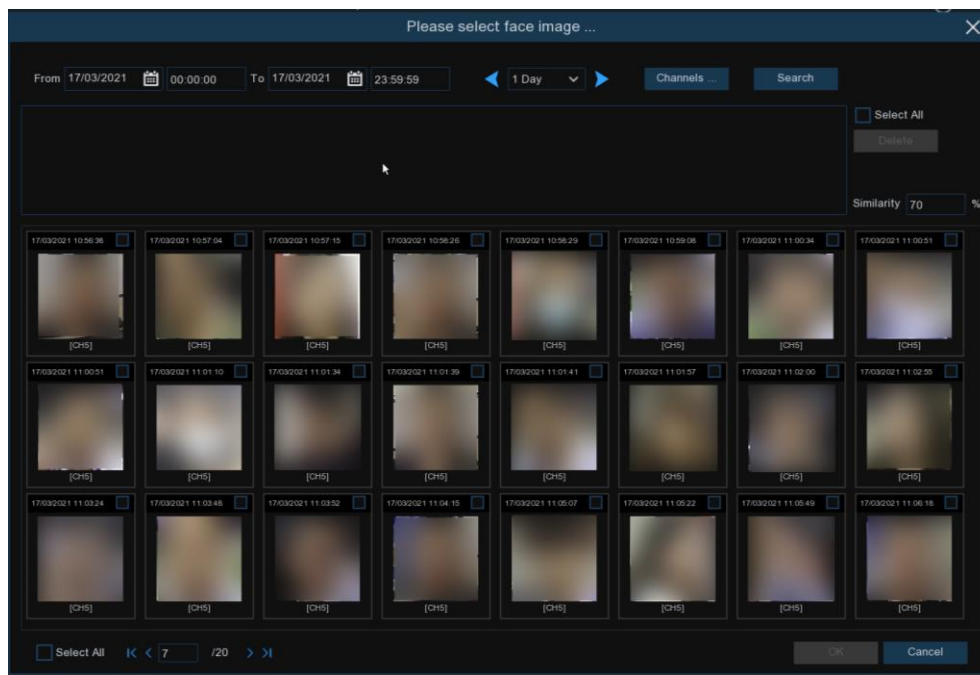 Please select face image ...
From 17/03/2021 00:00:00 To 17/03/2021 23:59:59 1 Day Channels ... Search
Select All
Delete
Similarity 70 %
17/03/2021 10:56:36 17/03/2021 10:57:04 17/03/2021 10:57:15 17/03/2021 10:58:26 17/03/2021 10:58:29 17/03/2021 10:59:08 17/03/2021 11:00:34 17/03/2021 11:00:51
[CH5] [CH5] [CH5] [CH5] [CH5] [CH5] [CH5] [CH5]
17/03/2021 11:00:51 17/03/2021 11:01:10 17/03/2021 11:01:34 17/03/2021 11:01:39 17/03/2021 11:01:41 17/03/2021 11:01:57 17/03/2021 11:02:00 17/03/2021 11:02:55
[CH5] [CH5] [CH5] [CH5] [CH5] [CH5] [CH5] [CH5]
17/03/2021 11:03:24 17/03/2021 11:03:48 17/03/2021 11:03:52 17/03/2021 11:04:15 17/03/2021 11:05:07 17/03/2021 11:05:22 17/03/2021 11:05:49 17/03/2021 11:06:18
[CH5] [CH5] [CH5] [CH5] [CH5] [CH5] [CH5] [CH5]
Select All 7 /20 OK Cancel